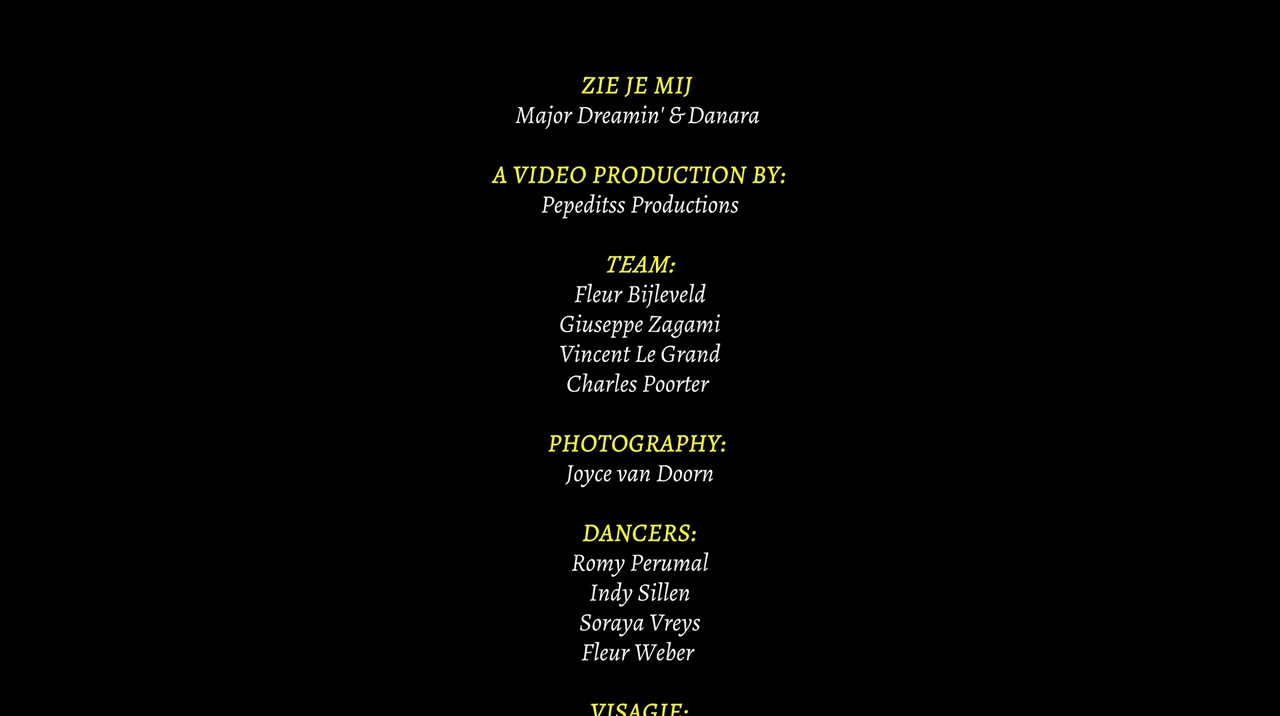 ZIE JE MIJ
Major Dreamin' & Danara
A VIDEO PRODUCTION BY:
Pepeditss Productions
TEAM:
Fleur Bijleveld
Giuseppe Zagami
Vincent Le Grand
Charles Poorter
PHOTOGRAPHY:
Joyce van Doorn
DANCERS:
Romy Perumal
Indy Sillen
Soraya Vreys
Fleur Weber
VISAGIE: